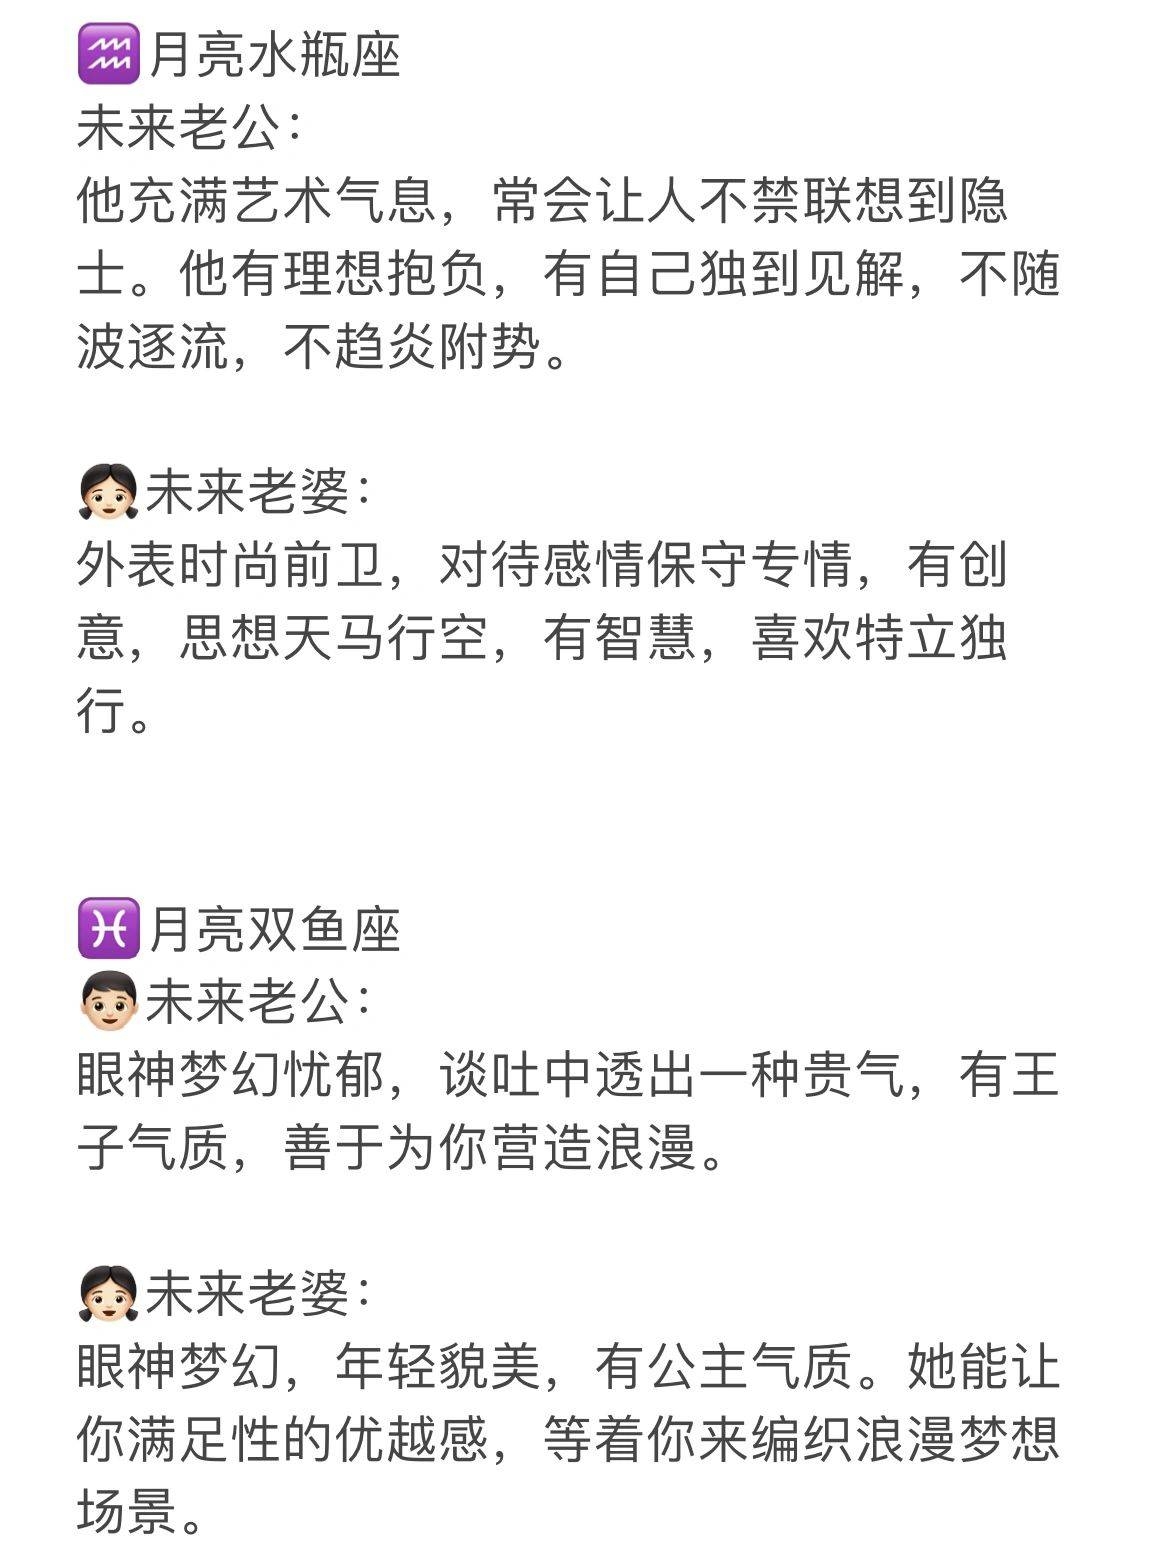 ♒月亮水瓶座
未来老公：
他充满艺术气息，常会让人不禁联想到隐
士。他有理想抱负，有自己独到见解，不随
波逐流，不趋炎附势。
👧🏻未来老婆：
外表时尚前卫，对待感情保守专情，有创
意，思想天马行空，有智慧，喜欢特立独
行。
♓月亮双鱼座
👦🏻未来老公：
眼神梦幻忧郁，谈吐中透出一种贵气，有王
子气质，善于为你营造浪漫。
👧🏻未来老婆：
眼神梦幻，年轻貌美，有公主气质。她能让
你满足性的优越感，等着你来编织浪漫梦想
场景。